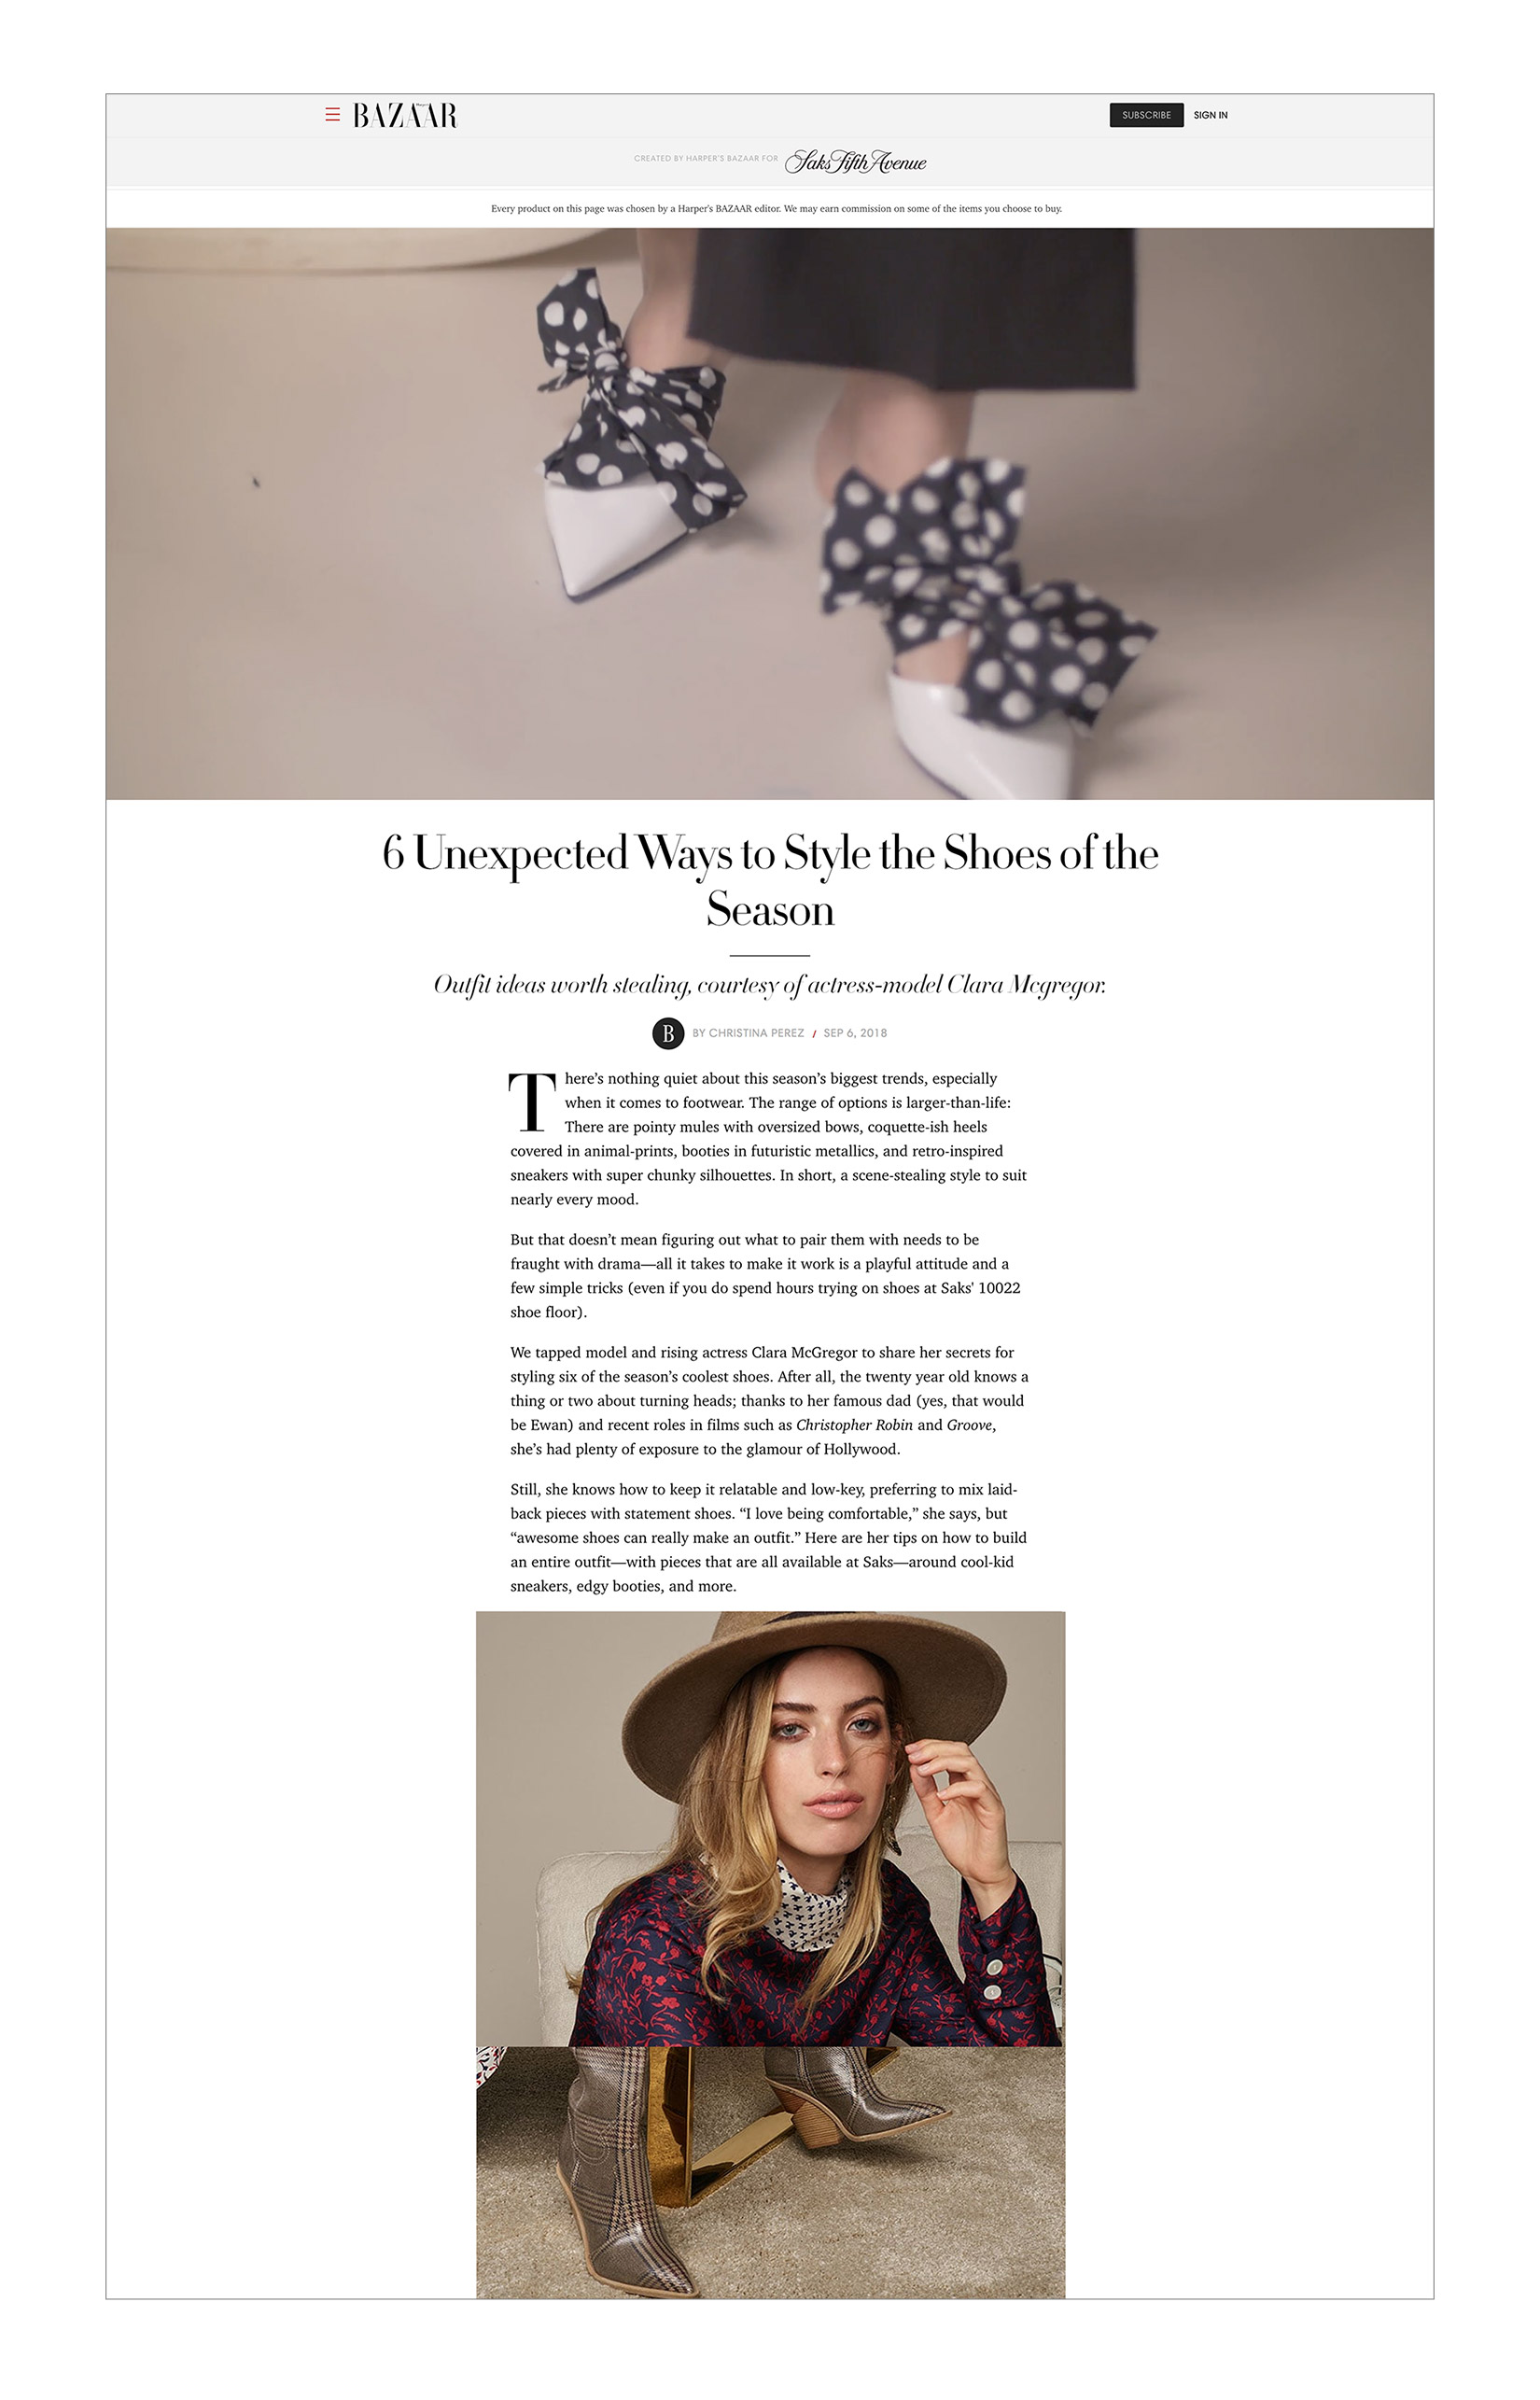 BAZAAR
SUBSCRIBE SIGN IN
CREATED BY HARPER'S BAZAAR FOR Saks Fifth Avenue
Every product on this page was chosen by a Harper's BAZAAR editor. We may earn commission on some of the items you choose to buy.
6 Unexpected Ways to Style the Shoes of the
Season
Outfit ideas worth stealing, courtesy of actress-model Clara Mcgregor.
B BY CHRISTINA PEREZ / SEP 6, 2018
There’s nothing quiet about this season’s biggest trends, especially
when it comes to footwear. The range of options is larger-than-life:
There are pointy mules with oversized bows, coquette-ish heels
covered in animal-prints, booties in futuristic metallics, and retro-inspired
sneakers with super chunky silhouettes. In short, a scene-stealing style to suit
nearly every mood.
But that doesn’t mean figuring out what to pair them with needs to be
fraught with drama—all it takes to make it work is a playful attitude and a
few simple tricks (even if you do spend hours trying on shoes at Saks' 10022
shoe floor).
We tapped model and rising actress Clara McGregor to share her secrets for
styling six of the season’s coolest shoes. After all, the twenty year old knows a
thing or two about turning heads; thanks to her famous dad (yes, that would
be Ewan) and recent roles in films such as Christopher Robin and Groove,
she’s had plenty of exposure to the glamour of Hollywood.
Still, she knows how to keep it relatable and low-key, preferring to mix laid-
back pieces with statement shoes. “I love being comfortable,” she says, but
“awesome shoes can really make an outfit.” Here are her tips on how to build
an entire outfit—with pieces that are all available at Saks—around cool-kid
sneakers, edgy booties, and more.